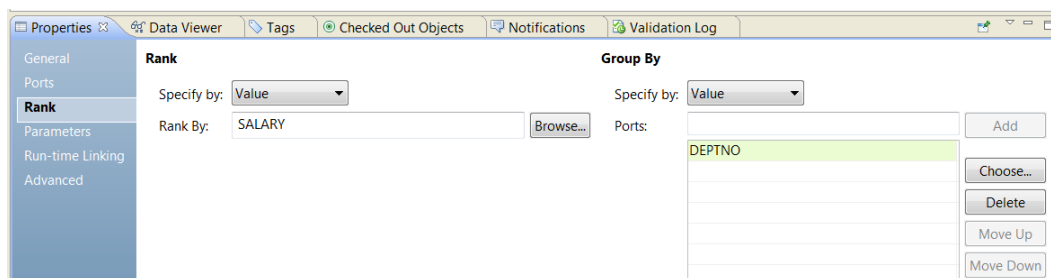 Properties Data Viewer Tags Checked Out Objects Notifications Validation Log
General
Ports
Rank
Parameters
Run-time Linking
Advanced
Rank
Specify by: Value
Rank By: SALARY Browse...
Group By
Specify by: Value
Ports: Add
DEPTNO
Choose...
Delete
Move Up
Move Down